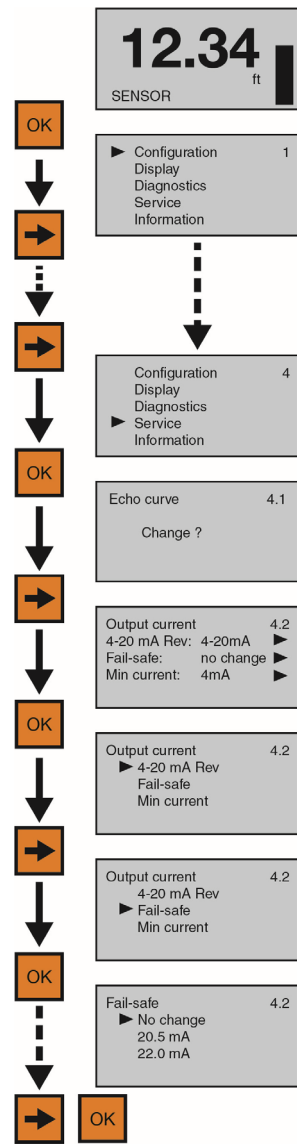 12.34
ft
SENSOR
OK
Configuration 1
Display
Diagnostics
Service
Information
Configuration 4
Display
Diagnostics
Service
Information
OK
Echo curve 4.1
Change ?
Output current 4.2
4-20 mA Rev: 4-20mA
Fail-safe: no change
Min current: 4mA
OK
Output current 4.2
4-20 mA Rev
Fail-safe
Min current
Output current 4.2
4-20 mA Rev
Fail-safe
Min current
OK
Fail-safe 4.2
No change
20.5 mA
22.0 mA
OK